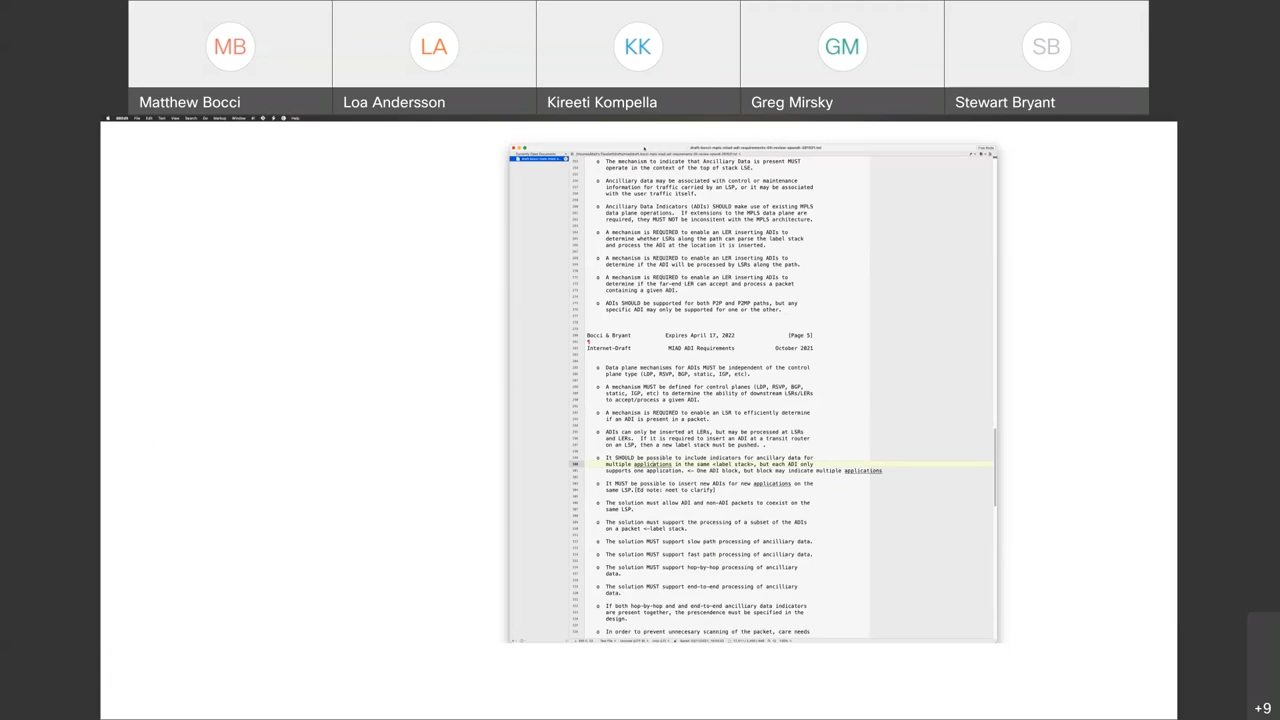 MB
LA
KK
GM
SB
Matthew Bocci
Loa Andersson
Kireeti Kompella
Greg Mirsky
Stewart Bryant
File Edit Text View Search Go Markup Window Help
Currently Open Documents
o The mechanism to indicate that Ancilliary Data is present MUST
operate in the context of the top of stack LSE.
o Ancilliary data may be associated with control or maintenance
information for traffic carried by an LSP, or it may be associated
with the user traffic itself.
o Ancilliary Data Indicators (ADIs) SHOULD make use of existing MPLS
data plane operations. If extensions to the MPLS data plane are
required, they MUST NOT be inconsitent with the MPLS architecture.
o A mechanism is REQUIRED to enable an LER inserting ADIs to
determine whether LSRs along the path can parse the label stack
and process the ADI at the location it is inserted.
o A mechanism is REQUIRED to enable an LER inserting ADIs to
determine if the ADI will be processed by LSRs along the path.
o A mechanism is REQUIRED to enable an LER inserting ADIs to
determine if the far-end LER can accept and process a packet
containing a given ADI.
o ADIs SHOULD be supported for both P2P and P2MP paths, but any
specific ADI may only be supported for one or the other.
Bocci & Bryant Expires April 17, 2022 [Page 5]
Internet-Draft MIAD ADI Requirements October 2021
o Data plane mechanisms for ADIs MUST be independent of the control
plane type (LDP, RSVP, BGP, static, IGP, etc).
o A mechanism MUST be defined for control planes (LDP, RSVP, BGP,
static, IGP, etc) to determine the ability of downstream LSRs/LERs
to accept/process a given ADI.
o A mechanism is REQUIRED to enable an LSR to efficiently determine
if an ADI is present in a packet.
o ADIs can only be inserted at LERs, but may be processed at LSRs
and LERs. If it is required to insert an ADI at a transit router
on an LSP, then a new label stack must be pushed. .
o It SHOULD be possible to include indicators for ancillary data for
multiple applications in the same <label stack>, but each ADI only
supports one application. <- One ADI block, but block may indicate multiple applications
o It MUST be possible to insert new ADIs for new applications on the
same LSP.[Ed note: neet to clarify]
o The solution must allow ADI and non-ADI packets to coexist on the
same LSP.
o The solution must support the processing of a subset of the ADIs
on a packet <-label stack.
o The solution MUST support slow path processing of ancilliary data.
o The solution MUST support fast path processing of ancilliary data.
o The solution MUST support hop-by-hop processing of ancilliary
data.
o The solution MUST support end-to-end processing of ancilliary
data.
o If both hop-by-hop and and end-to-end ancilliary data indicators
are present together, the prescendence must be specified in the
design.
o In order to prevent unnecesary scanning of the packet, care needs
+9